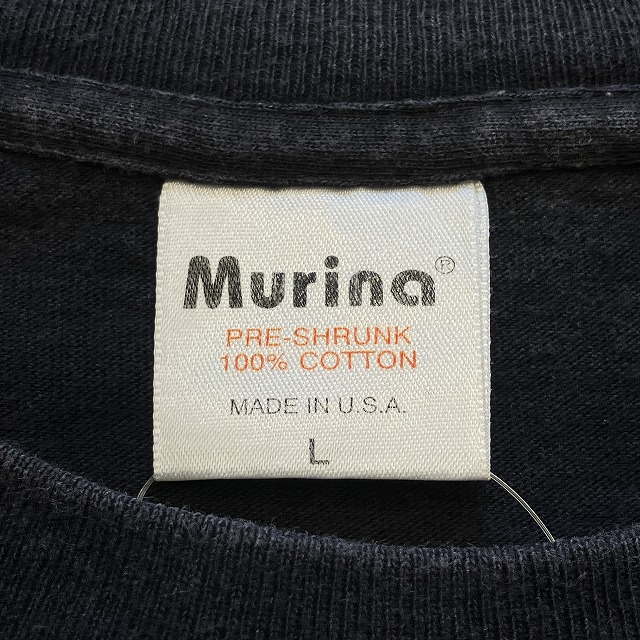 Murina®
PRE-SHRUNK
100% COTTON
MADE IN U.S.A.
L